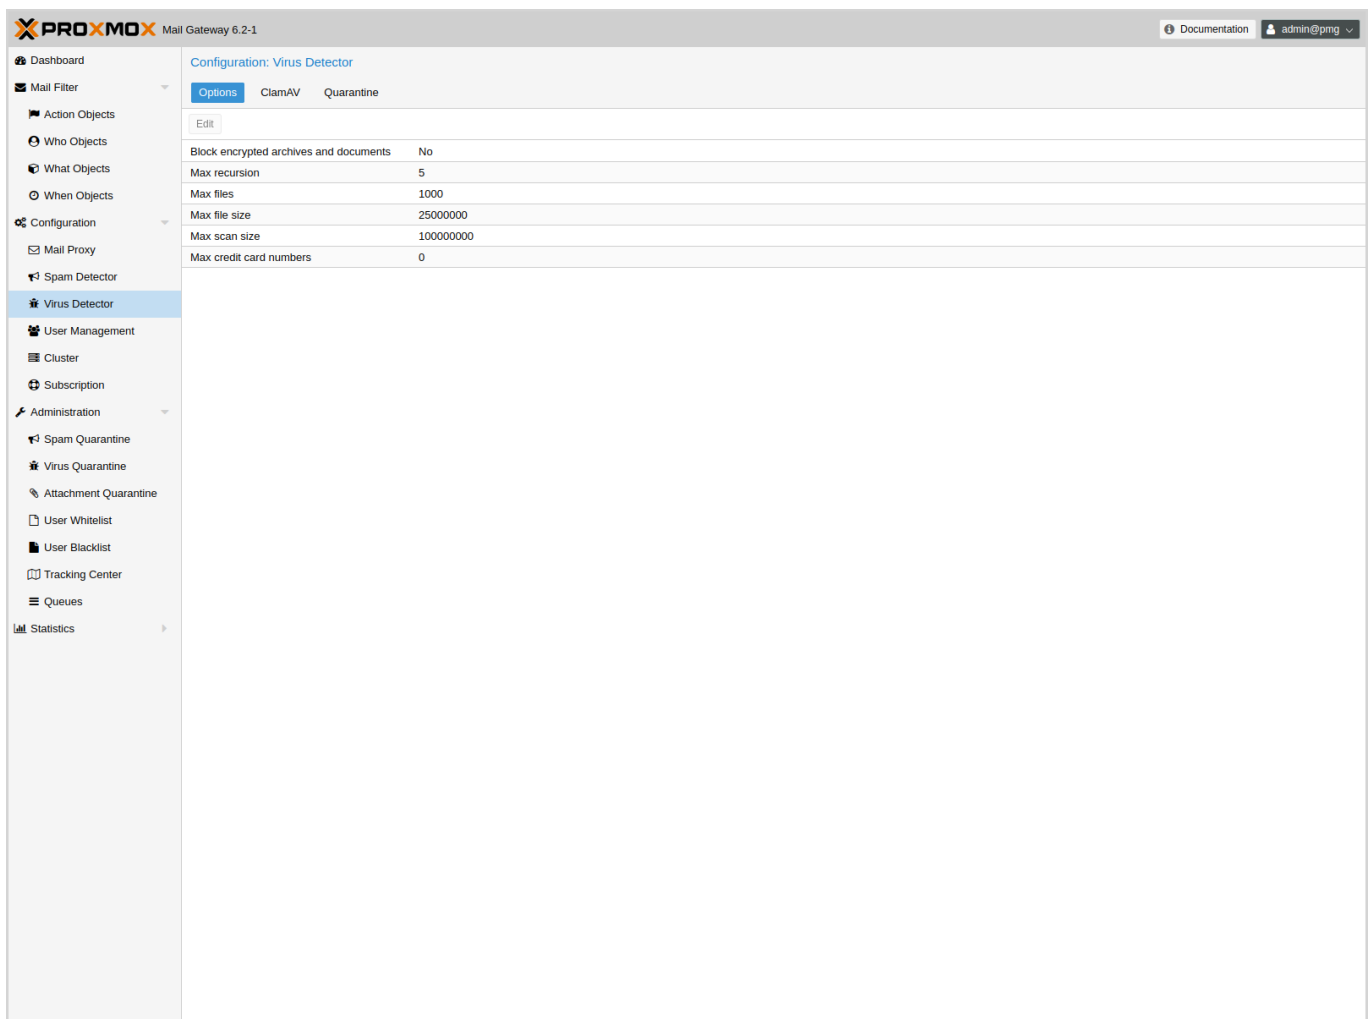 PROXMOX Mail Gateway 6.2-1 Documentation admin@pmg
Dashboard
Mail Filter
Action Objects
Who Objects
What Objects
When Objects
Configuration
Mail Proxy
Spam Detector
Virus Detector
User Management
Cluster
Subscription
Administration
Spam Quarantine
Virus Quarantine
Attachment Quarantine
User Whitelist
User Blacklist
Tracking Center
Queues
Statistics
Configuration: Virus Detector
Options ClamAV Quarantine
Edit
Block encrypted archives and documents No
Max recursion 5
Max files 1000
Max file size 25000000
Max scan size 100000000
Max credit card numbers 0